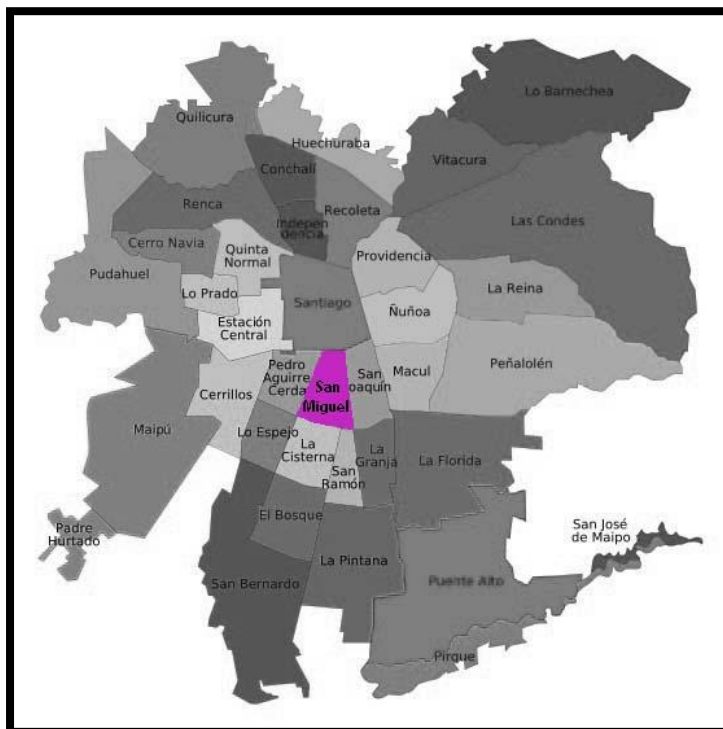 Lo Barnechea
Quilicura
Huechuraba
Vitacura
Conchalí
Renca
Recoleta
Indepen
dencia
Las Condes
Cerro Navia
Quinta
Normal
Providencia
Pudahuel
La Reina
Lo Prado
Santiago
Ñuñoa
Estación
Central
Pedro
Aguirre
Cerda
San
Miguel
San
Joaquín
Macul
Peñalolén
Cerrillos
Maipú
Lo Espejo
La
Cisterna
La
Granja
La Florida
San
Ramón
El Bosque
Padre
Hurtado
San José
de Maipo
La Pintana
San Bernardo
Puente Alto
Pirque